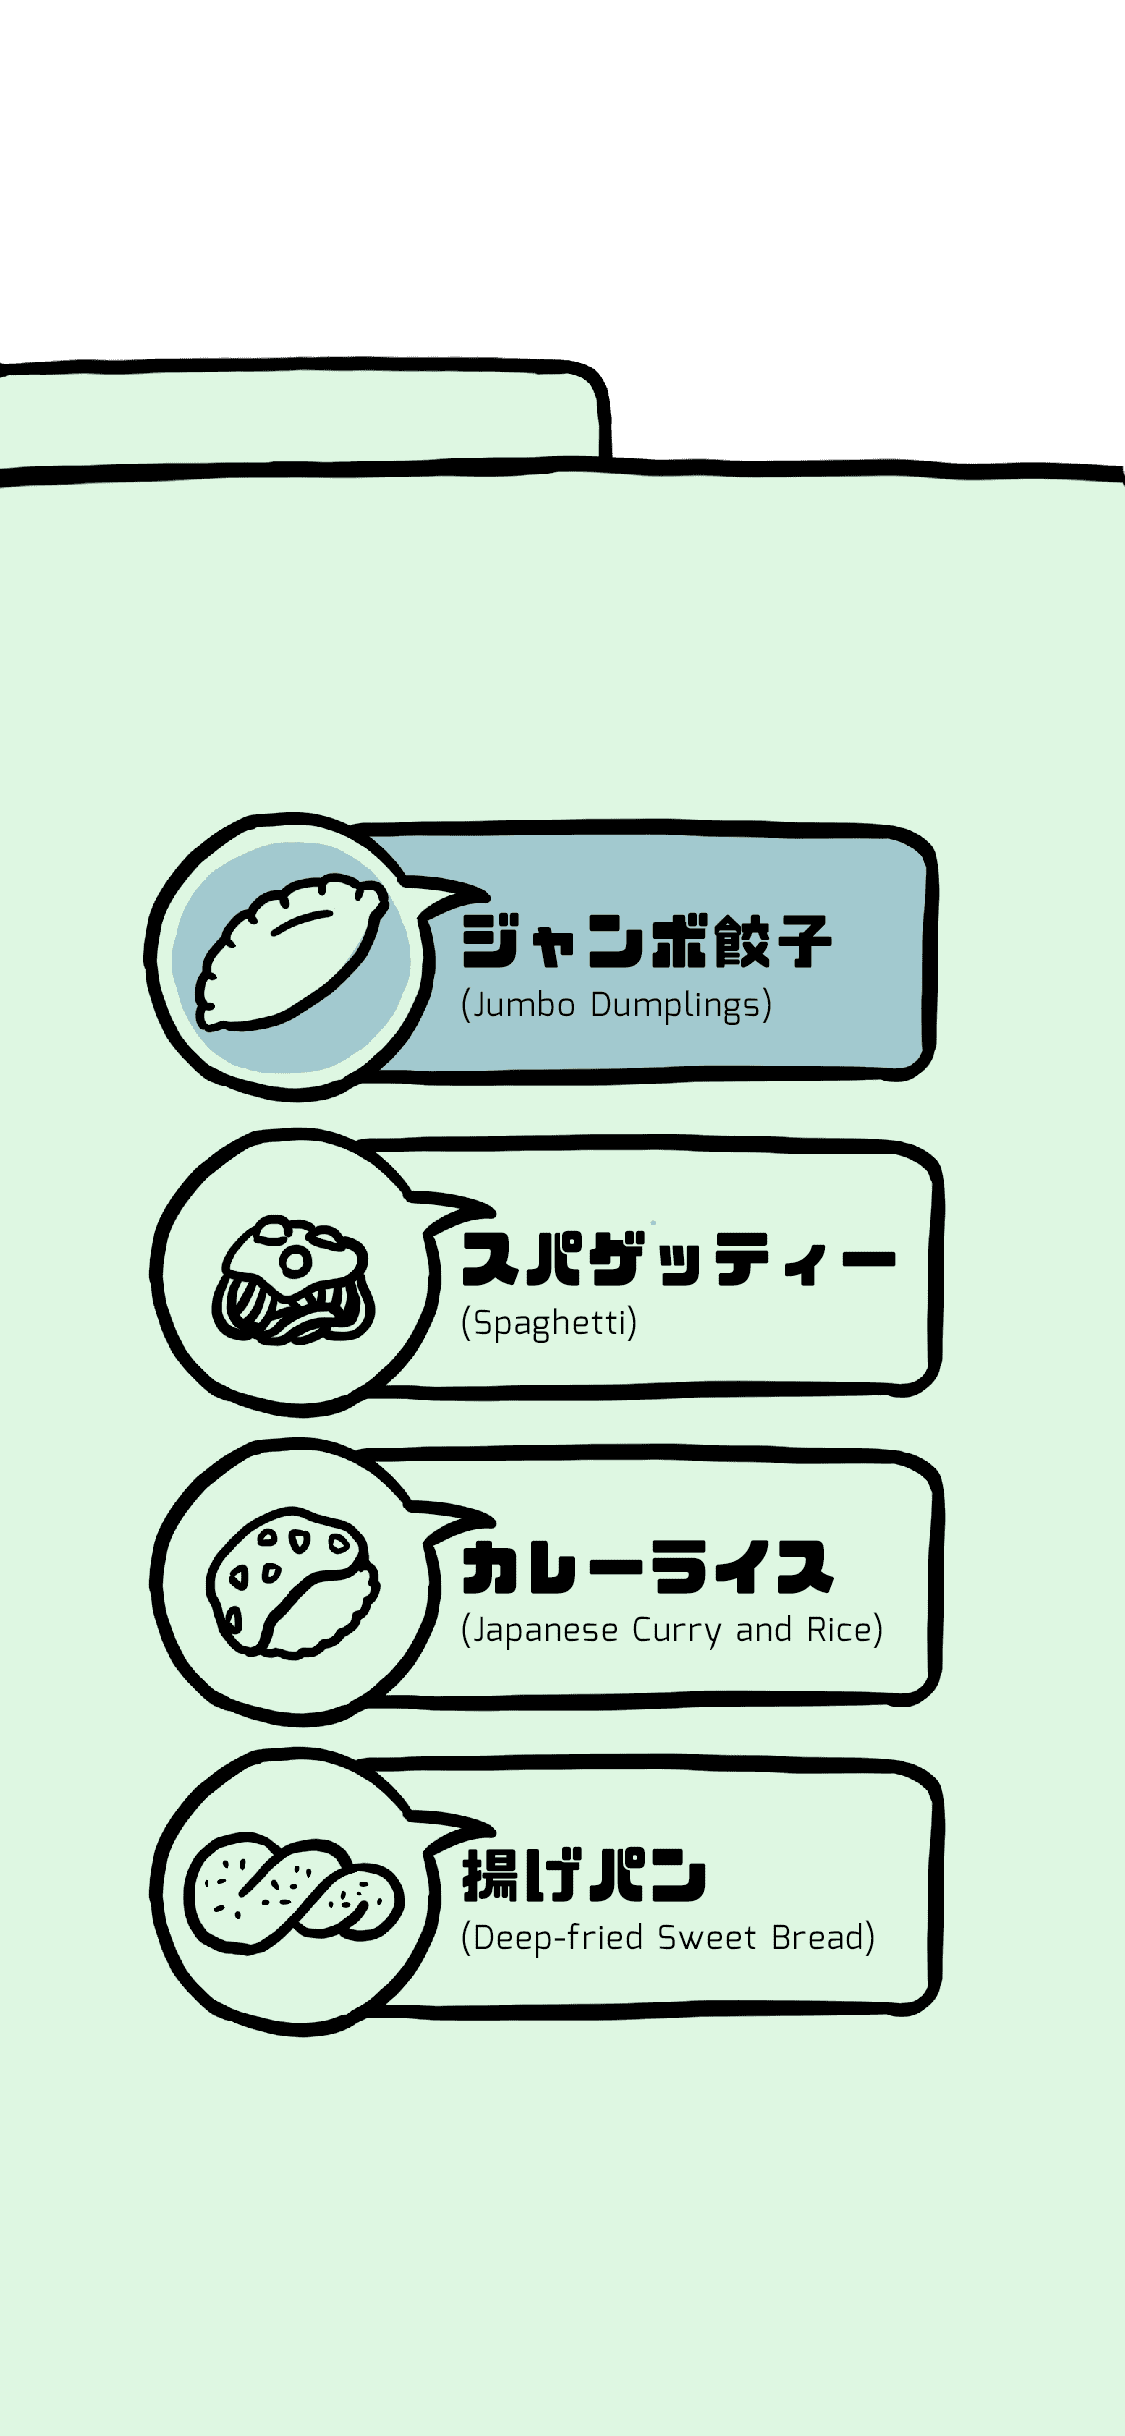 ジャンボ餃子
(Jumbo Dumplings)
スパゲッティー
(Spaghetti)
カレーライス
(Japanese Curry and Rice)
揚げパン
(Deep-fried Sweet Bread)